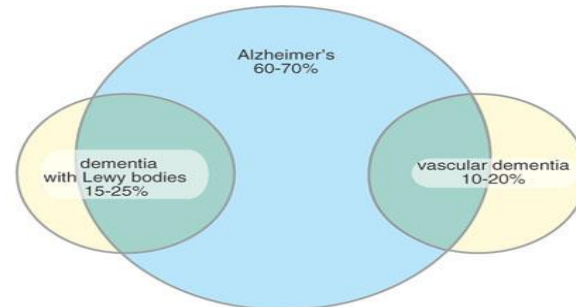 Alzheimer's
60-70%
dementia
with Lewy bodies
15-25%
vascular dementia
10-20%